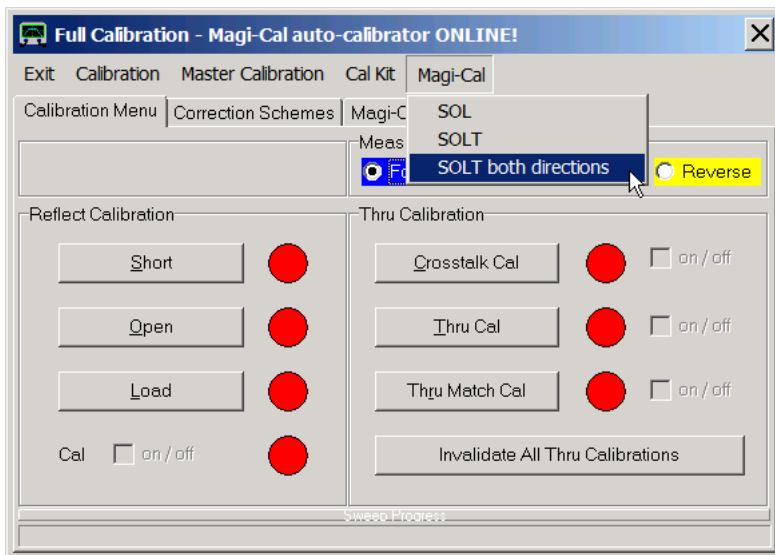 Full Calibration - Magi-Cal auto-calibrator ONLINE!
Exit Calibration Master Calibration Cal Kit Magi-Cal
Calibration Menu Correction Schemes Magi-C
SOL
SOLT
SOLT both directions
Meas
Fo
Reverse
Reflect Calibration
Short
Open
Load
Cal on / off
Thru Calibration
Crosstalk Cal on / off
Thru Cal on / off
Thru Match Cal on / off
Invalidate All Thru Calibrations
Sweep Progress